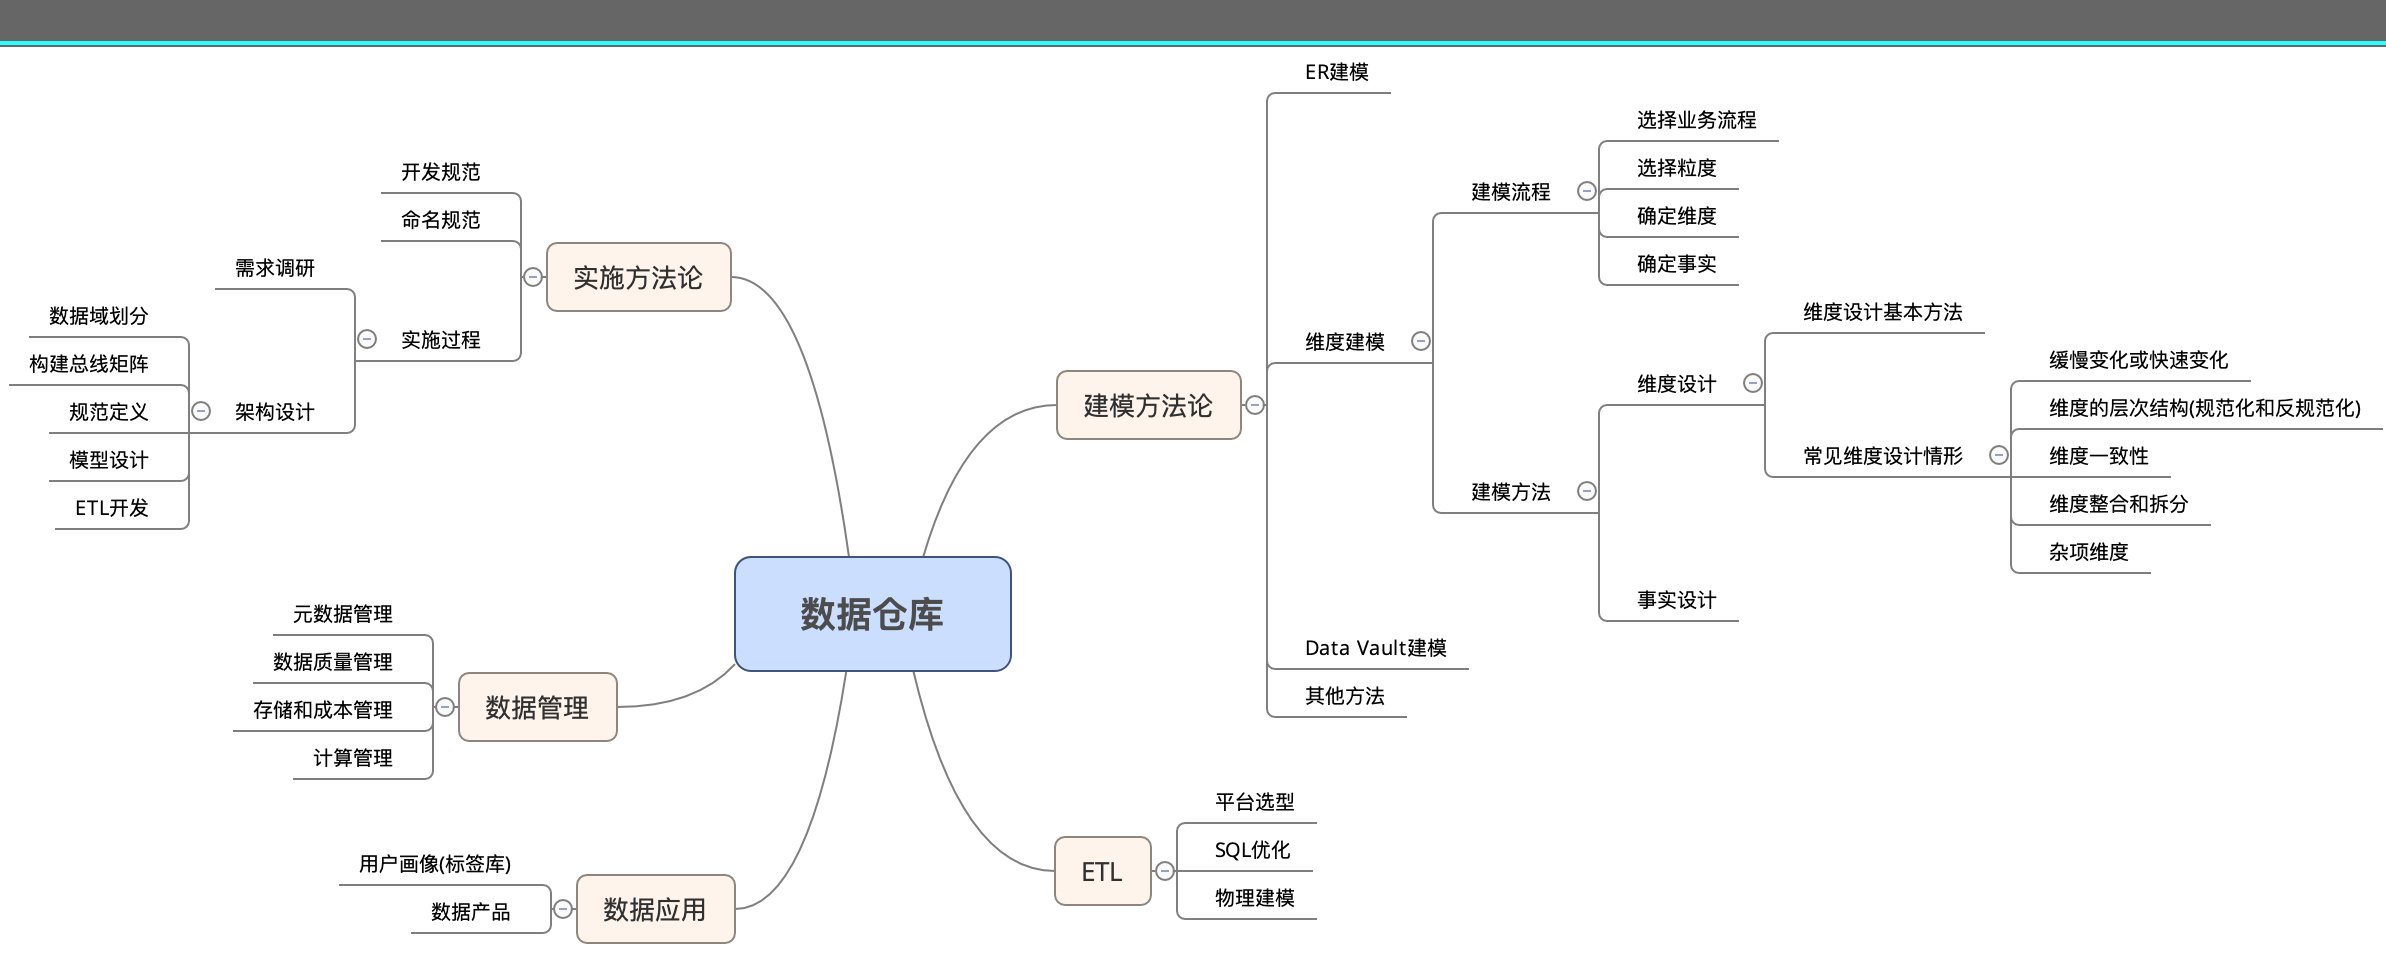 数据仓库
建模方法论
ER建模
维度建模
建模流程
选择业务流程
选择粒度
确定维度
确定事实
建模方法
维度设计
维度设计基本方法
常见维度设计情形
缓慢变化或快速变化
维度的层次结构(规范化和反规范化)
维度一致性
维度整合和拆分
杂项维度
事实设计
Data Vault建模
其他方法
ETL
平台选型
SQL优化
物理建模
实施方法论
开发规范
命名规范
实施过程
需求调研
架构设计
数据域划分
构建总线矩阵
规范定义
模型设计
ETL开发
数据管理
元数据管理
数据质量管理
存储和成本管理
计算管理
数据应用
用户画像(标签库)
数据产品